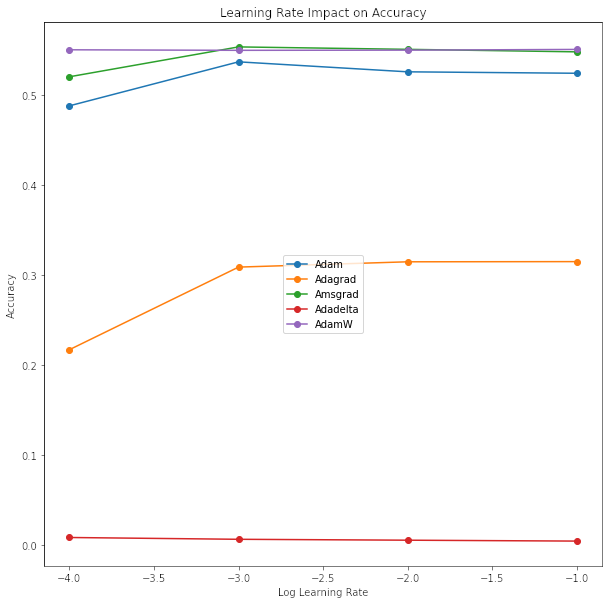 Learning Rate Impact on Accuracy
Accuracy
0.5
0.4
0.3
0.2
0.1
0.0
Adam
Adagrad
Amsgrad
Adadelta
AdamW
−4.0 −3.5 −3.0 −2.5 −2.0 −1.5 −1.0
Log Learning Rate